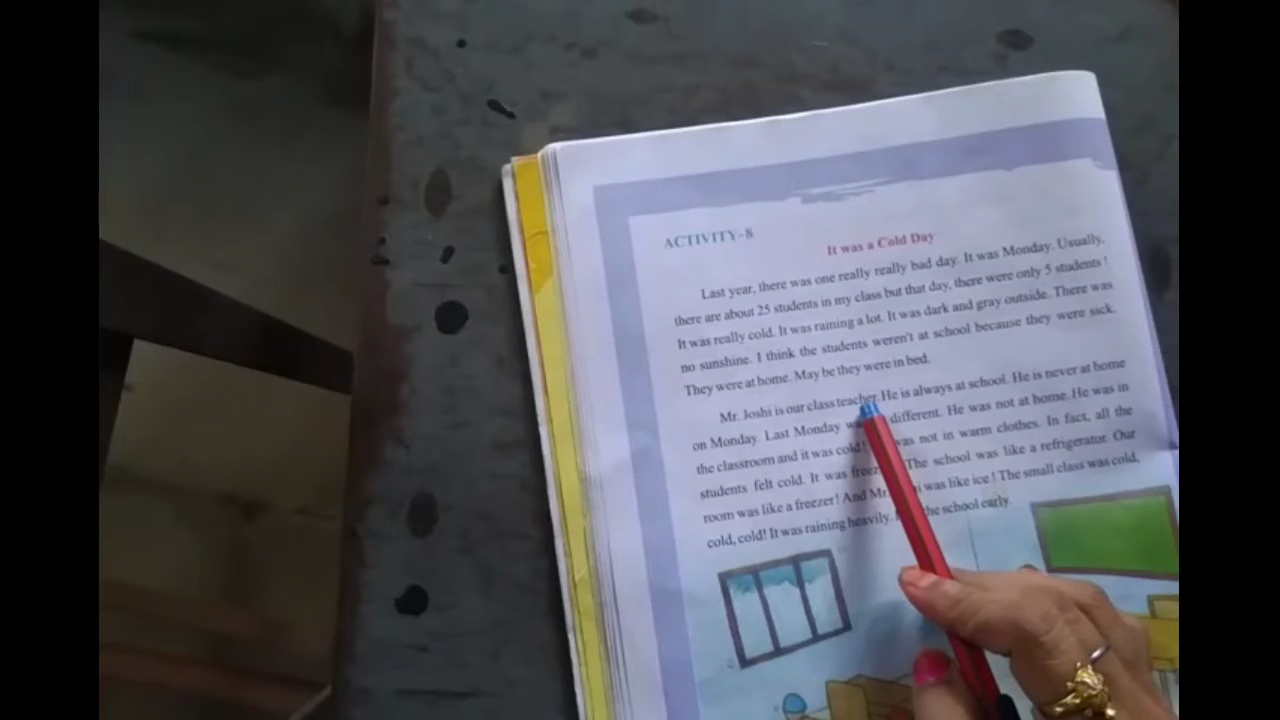 ACTIVITY-8
It was a Cold Day
Last year, there was one really really bad day. It was Monday. Usually,
there are about 25 students in my class but that day, there were only 5 students !
It was really cold. It was raining a lot. It was dark and gray outside. There was
no sunshine. I think the students weren't at school because they were sick.
They were at home. May be they were in bed.
Mr. Joshi is our class teacher. He is always at school. He is never at home
on Monday. Last Monday different. He was not at home. He was in
the classroom and it was cold! was not in warm clothes. In fact, all the
students felt cold. It was The school was like a refrigerator. Our
room was like a freezer! And Mr. was like ice ! The small class was cold,
cold, cold! It was raining heavily. the school early.